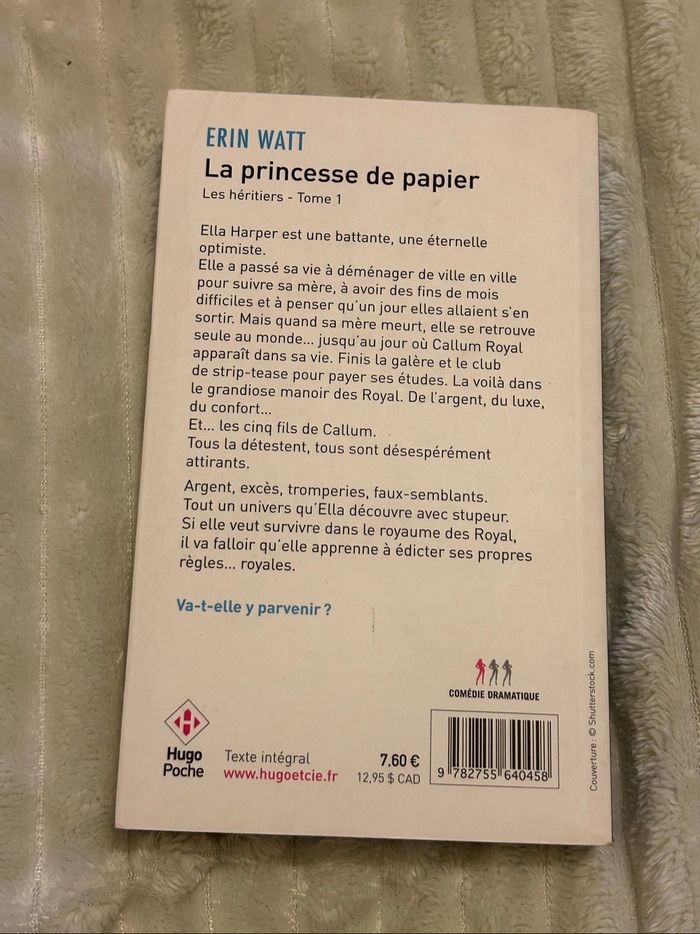 ERIN WATT
La princesse de papier
Les héritiers - Tome 1
Ella Harper est une battante, une éternelle
optimiste.
Elle a passé sa vie à déménager de ville en ville
pour suivre sa mère, à avoir des fins de mois
difficiles et à penser qu'un jour elles allaient s'en
sortir. Mais quand sa mère meurt, elle se retrouve
seule au monde... jusqu'au jour où Callum Royal
apparaît dans sa vie. Finis la galère et le club
de strip-tease pour payer ses études. La voilà dans
le grandiose manoir des Royal. De l'argent, du luxe,
du confort...
Et... les cinq fils de Callum.
Tous la détestent, tous sont désespérément
attirants.
Argent, excès, tromperies, faux-semblants.
Tout un univers qu'Ella découvre avec stupeur.
Si elle veut survivre dans le royaume des Royal,
il va falloir qu'elle apprenne à édicter ses propres
règles... royales.
Va-t-elle y parvenir ?
COMÉDIE DRAMATIQUE
Hugo
Poche
Texte intégral
www.hugoetcie.fr
7,60 €
12,95 $ CAD
9 782755 640458
Couverture : © Shutterstock.com